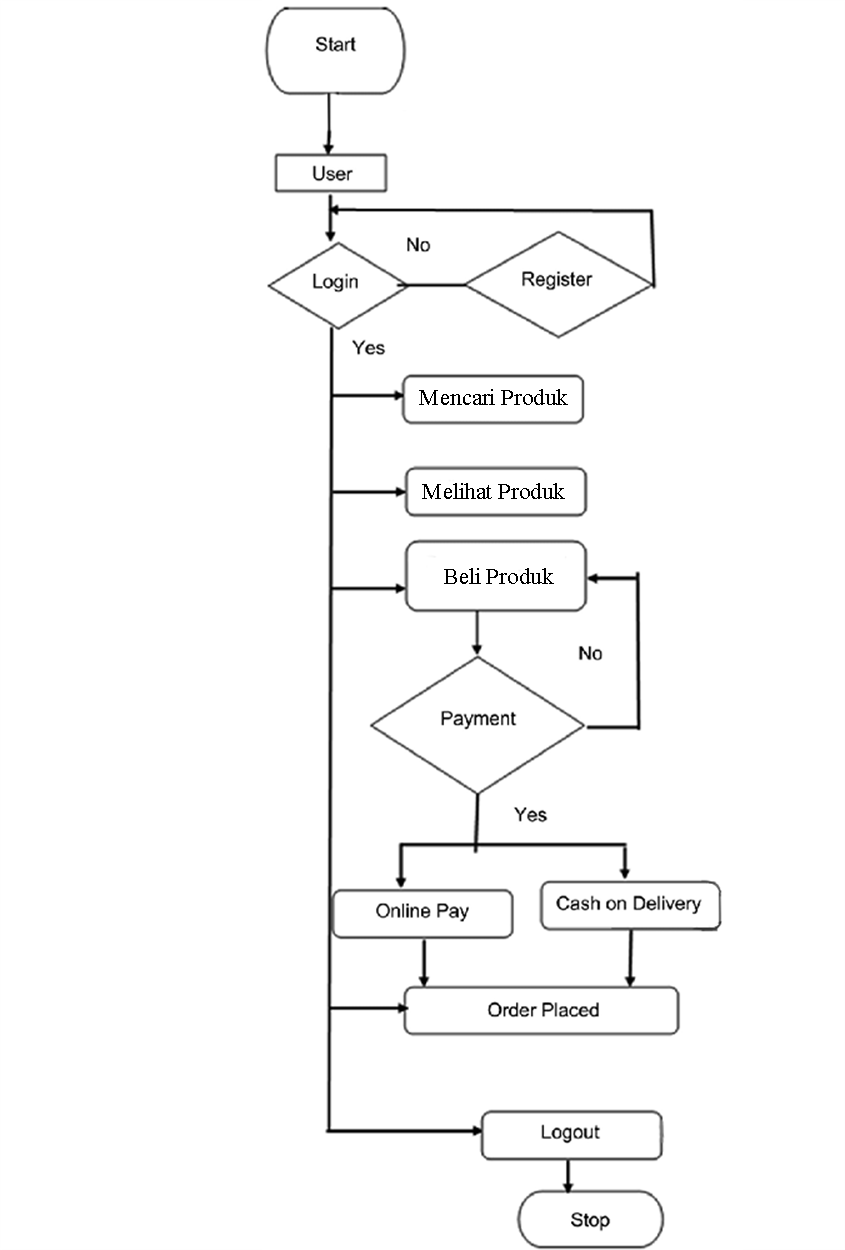 Start
User
No
Login
Register
Yes
Mencari Produk
Melihat Produk
Beli Produk
No
Payment
Yes
Online Pay
Cash on Delivery
Order Placed
Logout
Stop